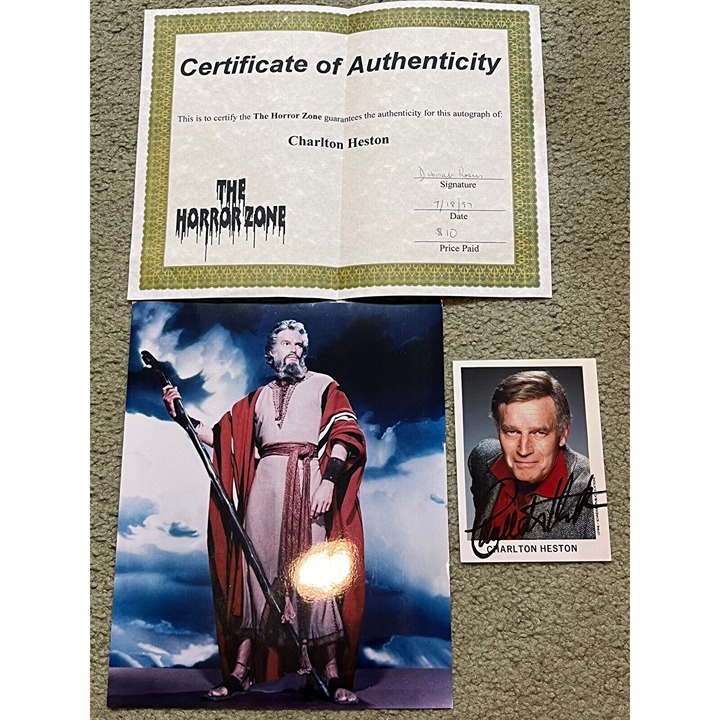 Certificate of Authenticity
This is to certify the The Horror Zone guarantees the authenticity for this autograph of:
Charlton Heston
THE
HORROR ZONE
Signature
7/18/97
Date
$10
Price Paid
CHARLTON HESTON